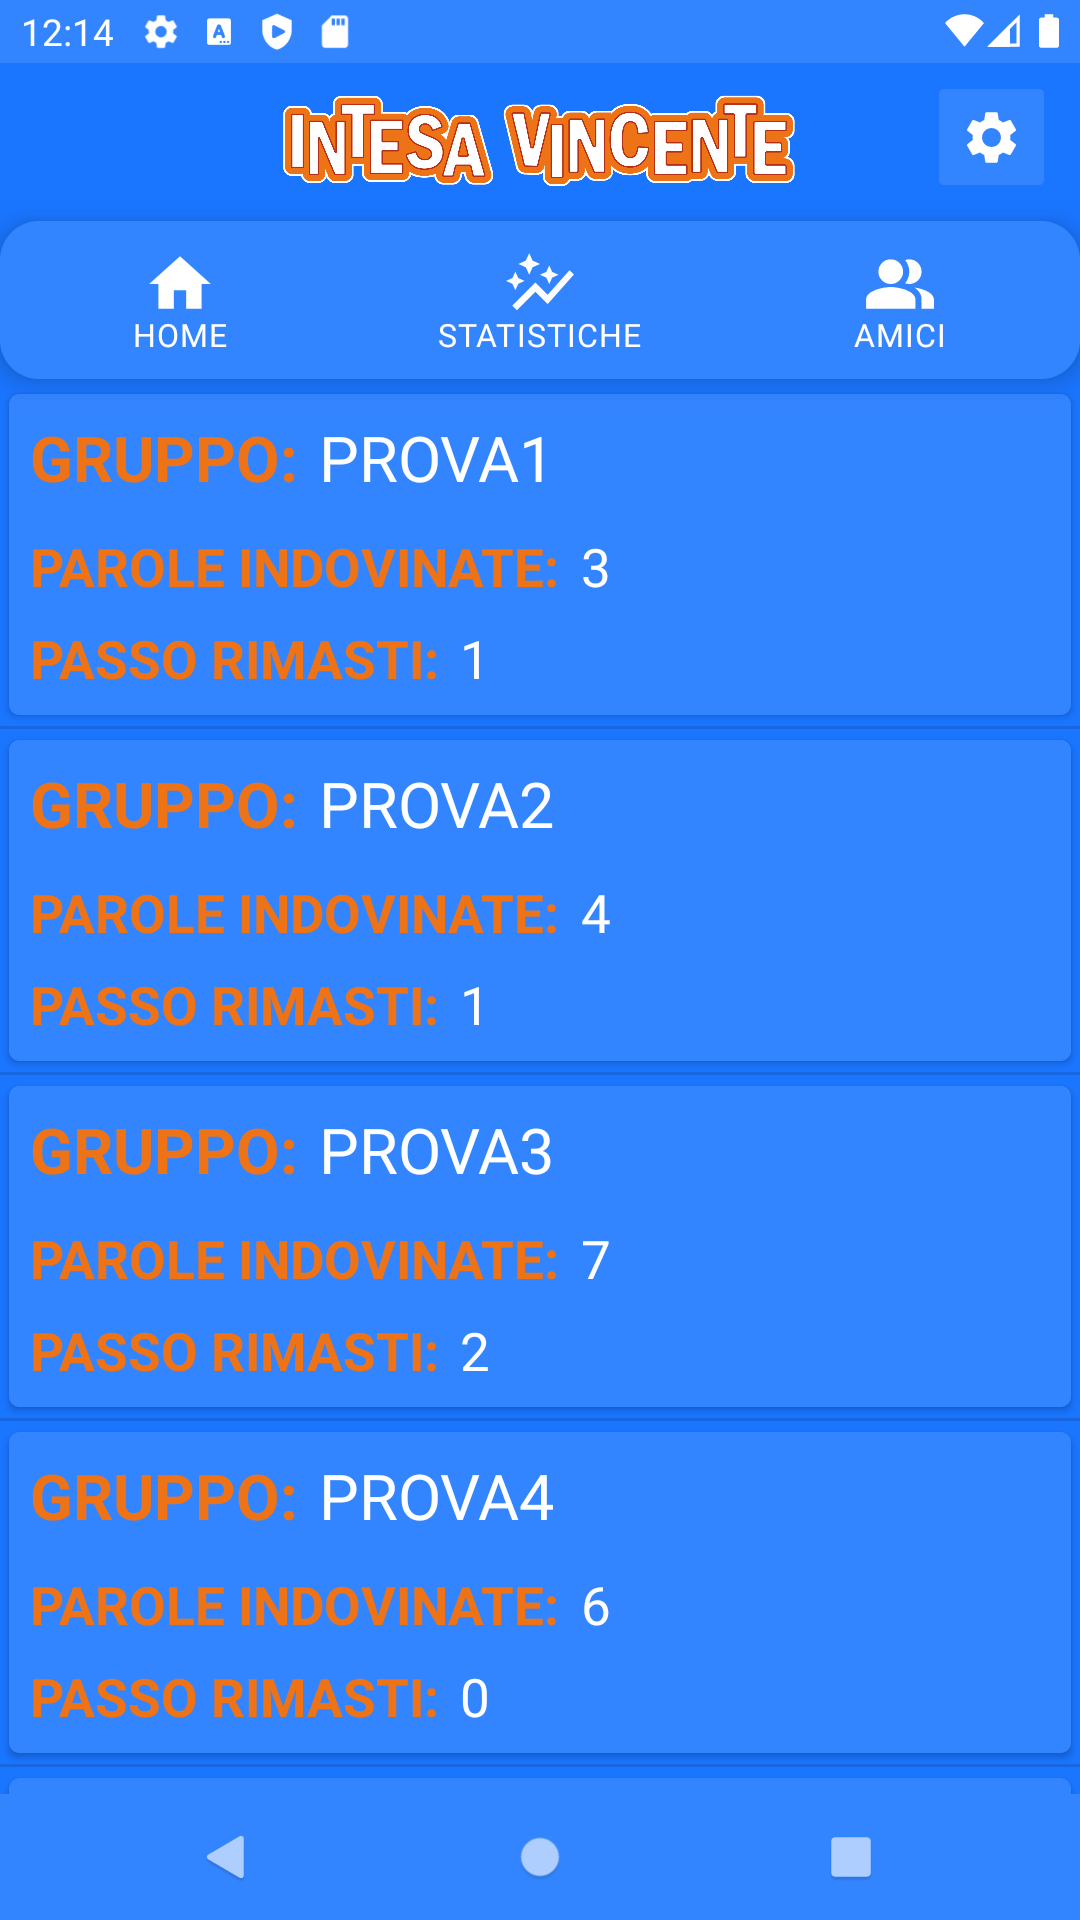 12:14
INTESA VINCENTE
HOME STATISTICHE AMICI
GRUPPO: PROVA1
PAROLE INDOVINATE: 3
PASSO RIMASTI: 1
GRUPPO: PROVA2
PAROLE INDOVINATE: 4
PASSO RIMASTI: 1
GRUPPO: PROVA3
PAROLE INDOVINATE: 7
PASSO RIMASTI: 2
GRUPPO: PROVA4
PAROLE INDOVINATE: 6
PASSO RIMASTI: 0